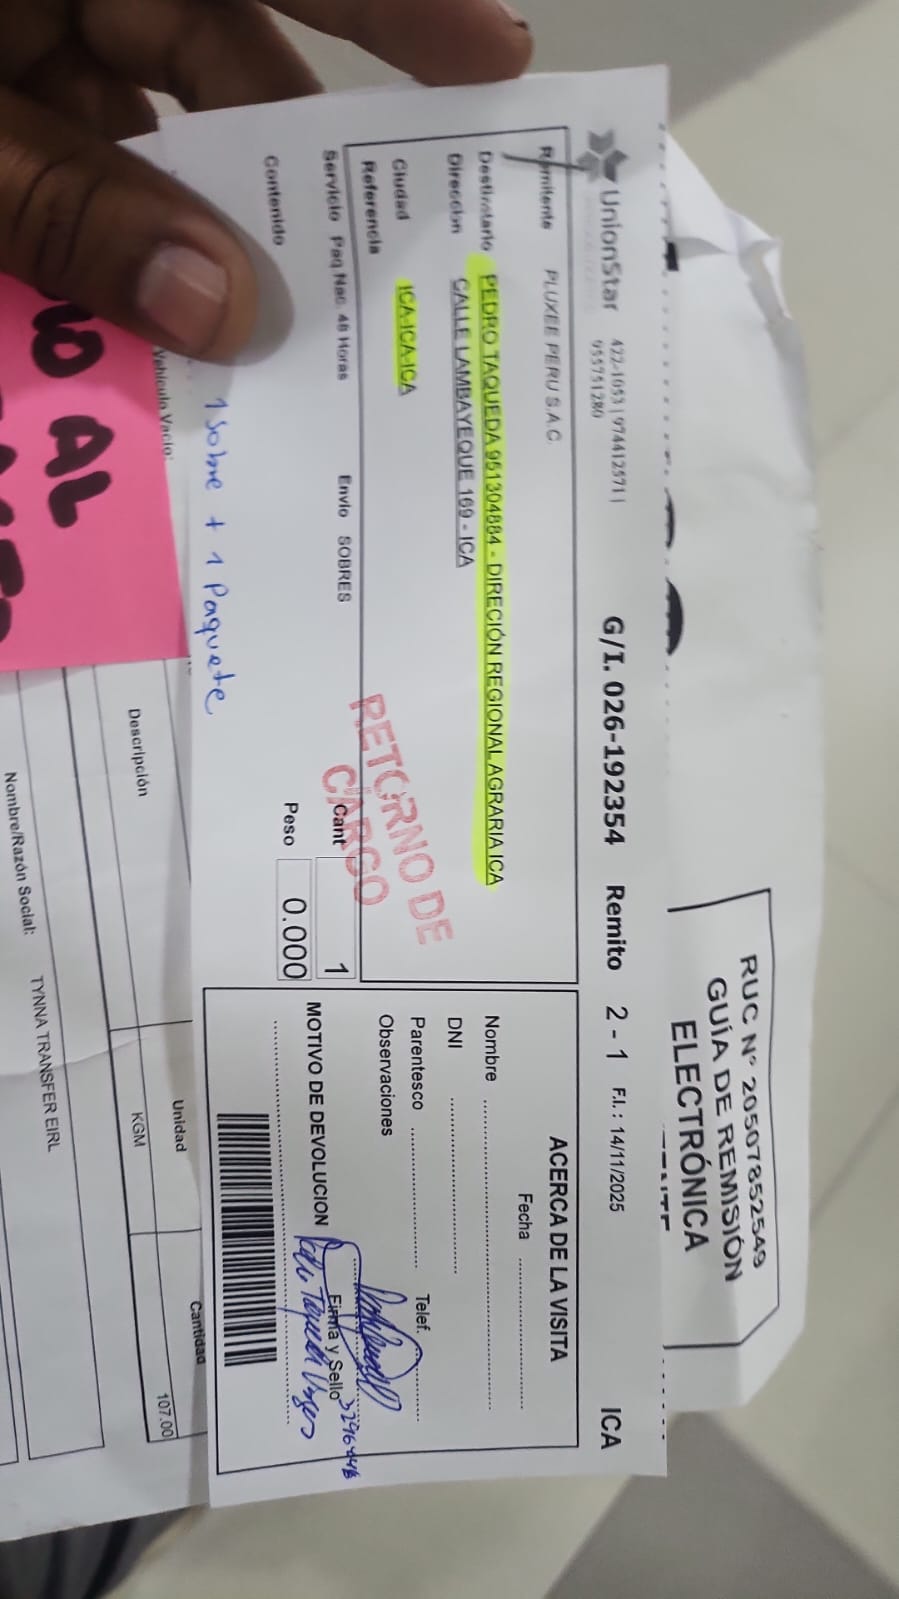 UnionStar
422-1053 | 974412571 |
955751280
G/I. 026-192354 Remito 2 - 1 F.I.: 14/11/2025 ICA
Remitente PLUXEE PERU S.A.C.
Destinatario PEDRO TAQUEDA 951304884 - DIRECIÓN REGIONAL AGRARIA ICA
Dirección CALLE LAMBAYEQUE 169 - ICA
Ciudad ICA-ICA-ICA
Referencia
Servicio Paq Nac. 48 Horas Envío SOBRES Cant 1
Contenido Peso 0.000
RETORNO DE
CARGO
1 Sobre + 1 Paquete
ACERCA DE LA VISITA
Fecha
Nombre
DNI
Parentesco Telef.
Observaciones
Firma y Sello
MOTIVO DE DEVOLUCION
RUC N° 20507852549
GUÍA DE REMISIÓN
ELECTRÓNICA
Vehículo Vacío:
AL
Descripción Unidad Cantidad
KGM 107.00
Nombre/Razón Social: TYNNA TRANSFER EIRL